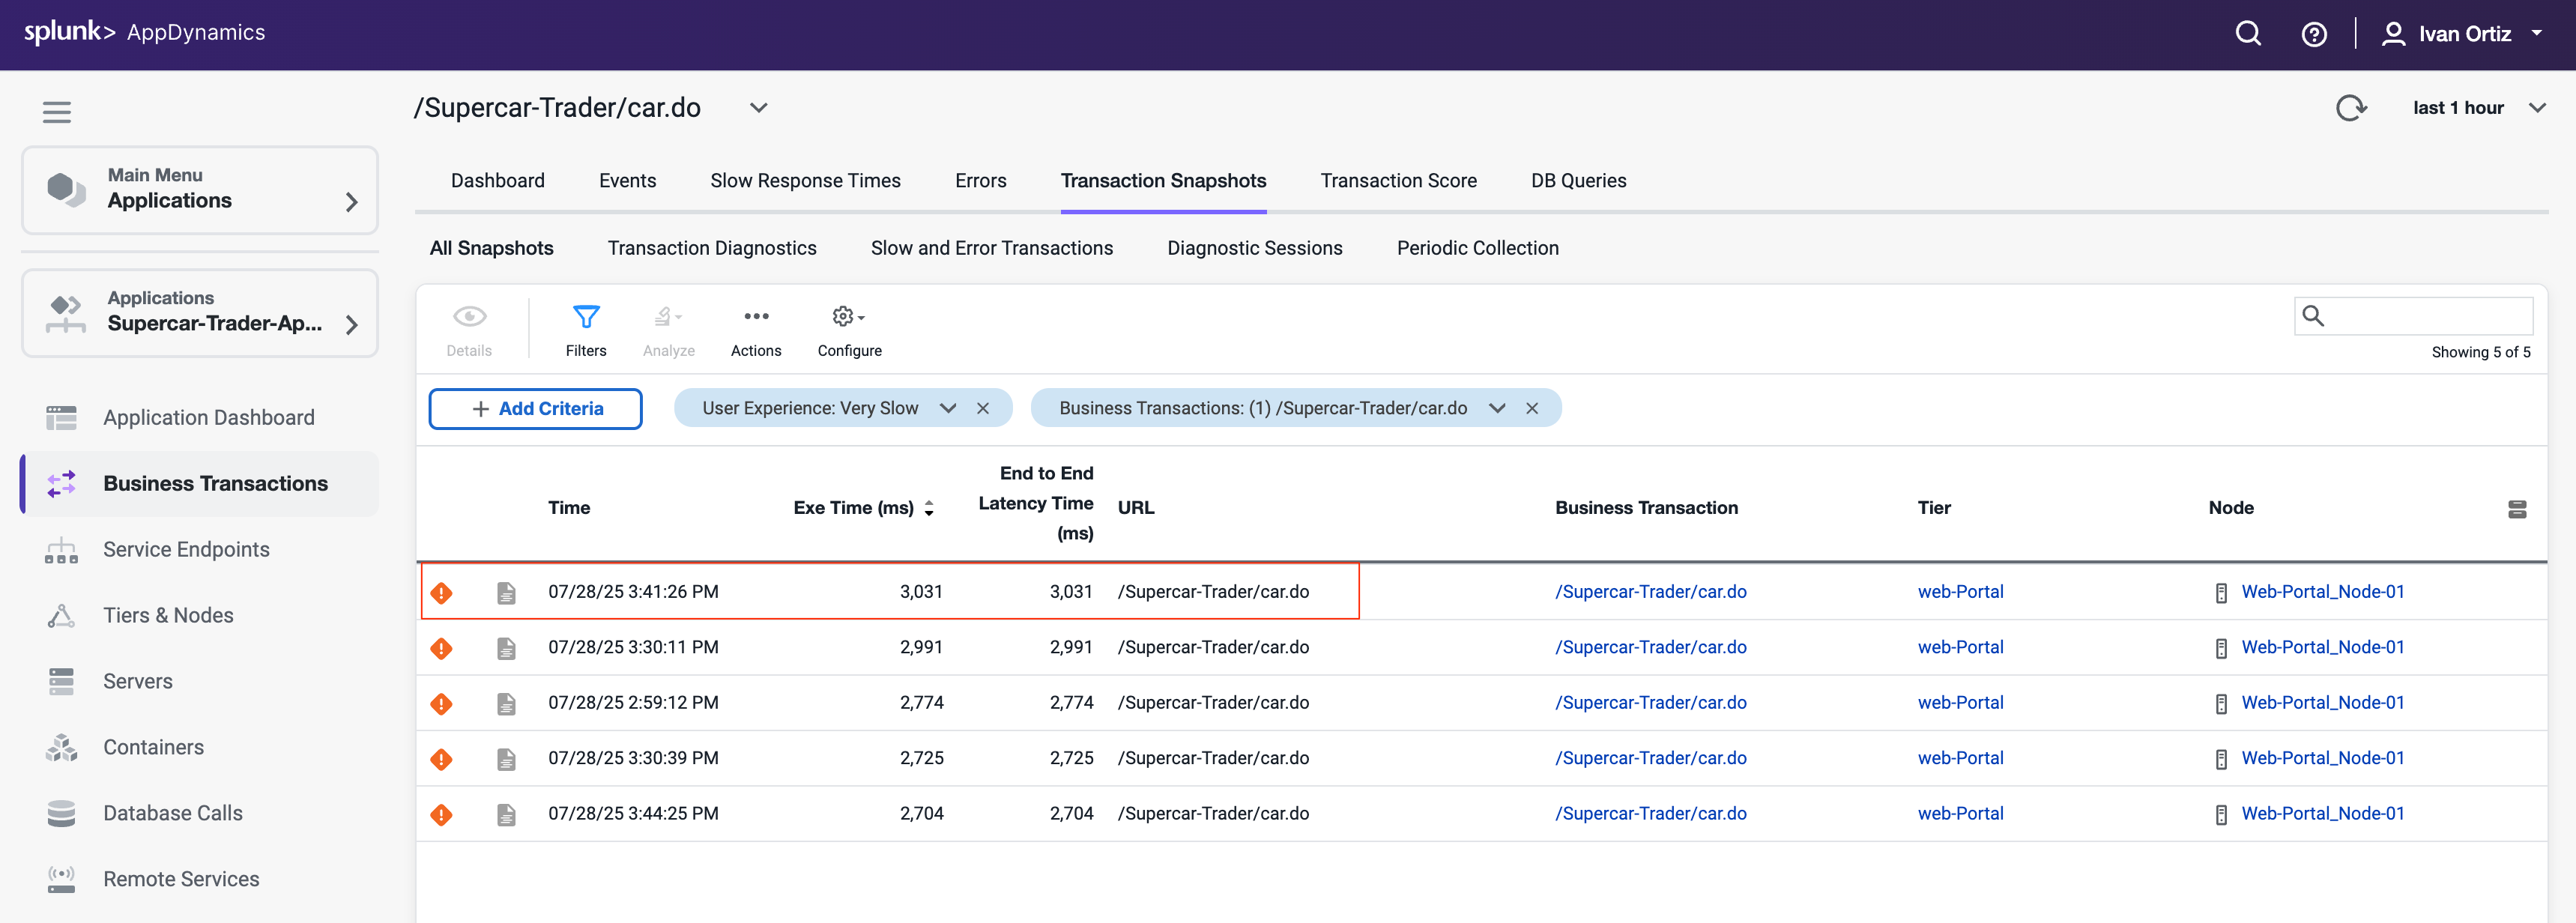 splunk> AppDynamics
Ivan Ortiz
/Supercar-Trader/car.do
last 1 hour
Main Menu
Applications
Applications
Supercar-Trader-Ap...
Application Dashboard
Business Transactions
Service Endpoints
Tiers & Nodes
Servers
Containers
Database Calls
Remote Services
Dashboard Events Slow Response Times Errors Transaction Snapshots Transaction Score DB Queries
All Snapshots Transaction Diagnostics Slow and Error Transactions Diagnostic Sessions Periodic Collection
Details Filters Analyze Actions Configure
Showing 5 of 5
+ Add Criteria User Experience: Very Slow Business Transactions: (1) /Supercar-Trader/car.do
Time Exe Time (ms) End to End Latency Time (ms) URL Business Transaction Tier Node
07/28/25 3:41:26 PM 3,031 3,031 /Supercar-Trader/car.do /Supercar-Trader/car.do web-Portal Web-Portal_Node-01
07/28/25 3:30:11 PM 2,991 2,991 /Supercar-Trader/car.do /Supercar-Trader/car.do web-Portal Web-Portal_Node-01
07/28/25 2:59:12 PM 2,774 2,774 /Supercar-Trader/car.do /Supercar-Trader/car.do web-Portal Web-Portal_Node-01
07/28/25 3:30:39 PM 2,725 2,725 /Supercar-Trader/car.do /Supercar-Trader/car.do web-Portal Web-Portal_Node-01
07/28/25 3:44:25 PM 2,704 2,704 /Supercar-Trader/car.do /Supercar-Trader/car.do web-Portal Web-Portal_Node-01